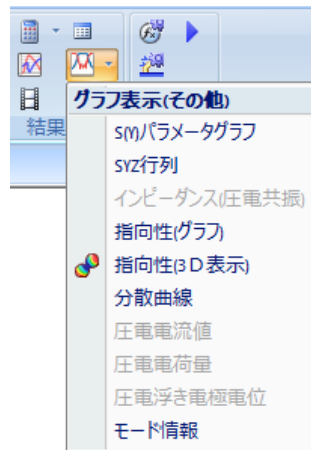 結果
グラフ表示(その他)
S(Y)パラメータグラフ
SYZ行列
インピーダンス(圧電共振)
指向性(グラフ)
指向性(3D表示)
分散曲線
圧電電流値
圧電電荷量
圧電浮き電極電位
モード情報